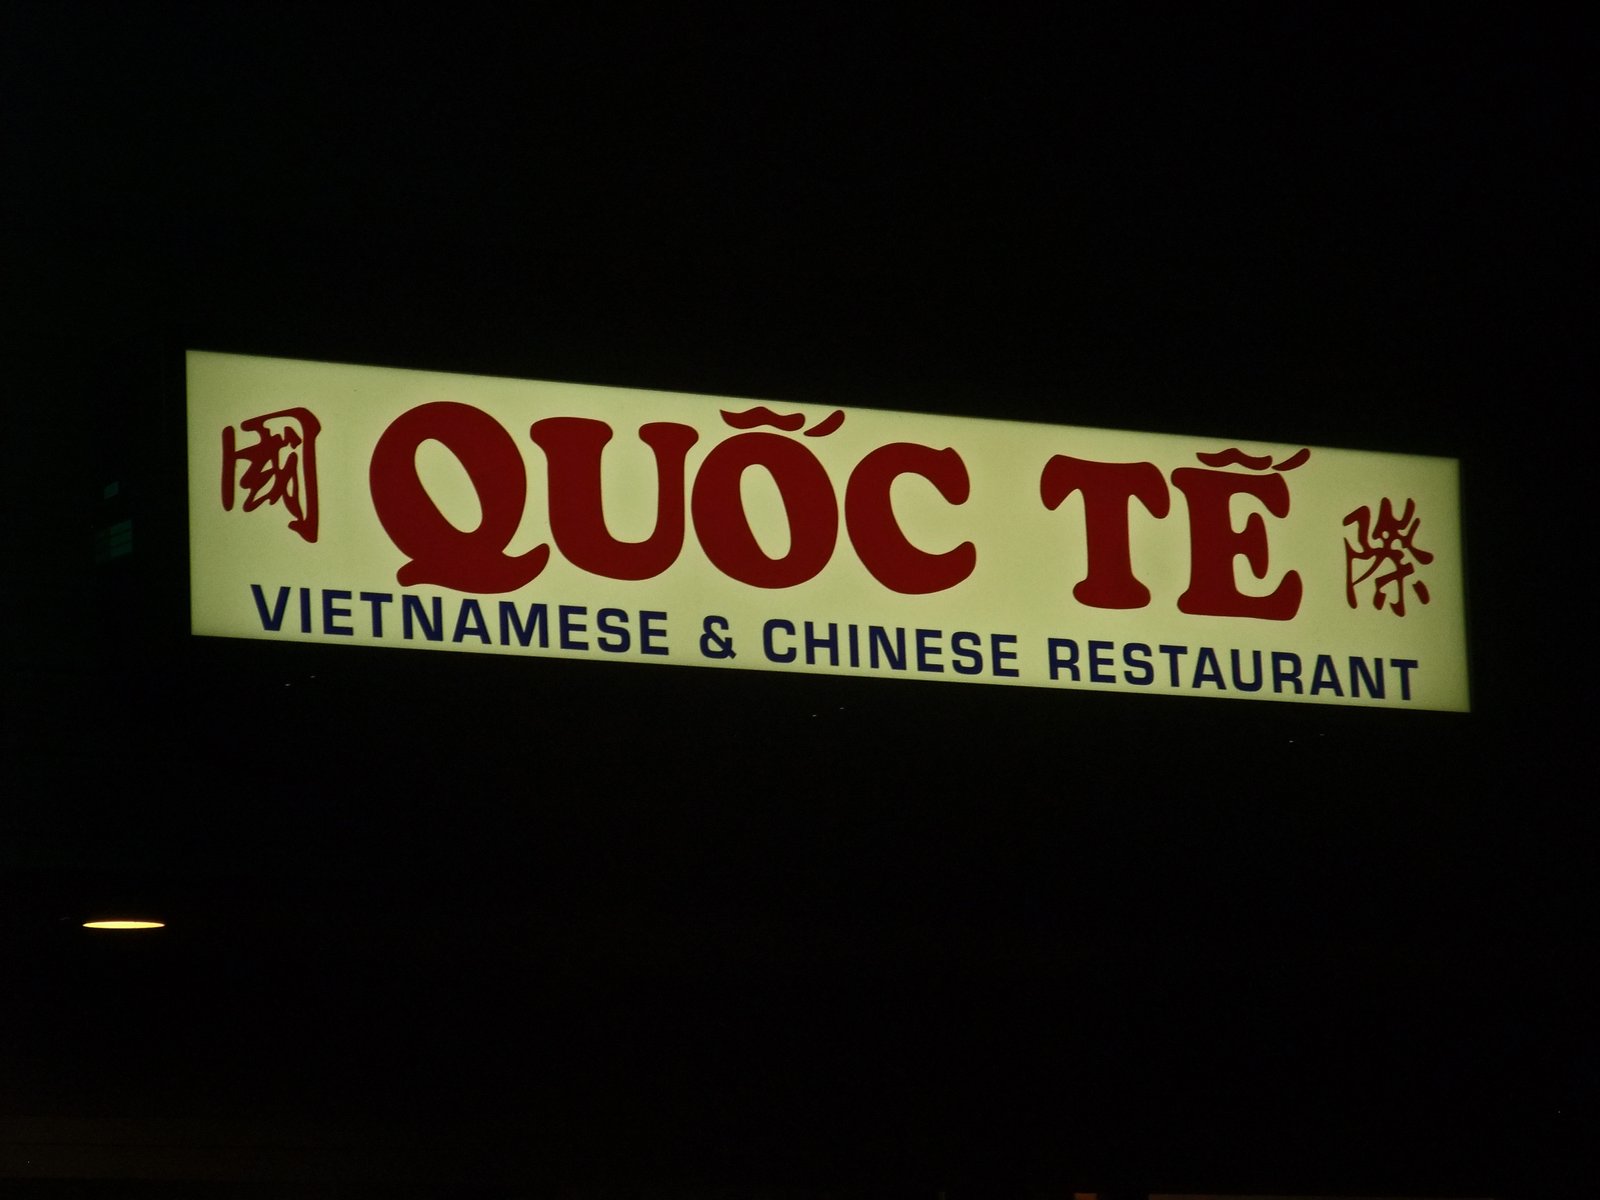 國 QUỐC TẾ 際
VIETNAMESE & CHINESE RESTAURANT